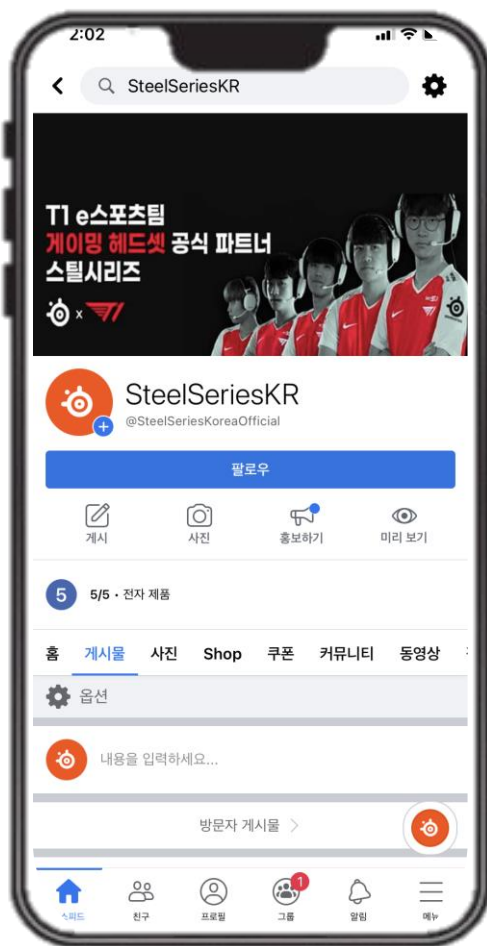 2:02
SteelSeriesKR
T1 e스포츠팀
게이밍 헤드셋 공식 파트너
스틸시리즈
x T1
SteelSeriesKR
@SteelSeriesKoreaOfficial
팔로우
게시 사진 홍보하기 미리 보기
5 5/5 · 전자 제품
홈 게시물 사진 Shop 쿠폰 커뮤니티 동영상
옵션
내용을 입력하세요...
방문자 게시물
1
친구 프로필 그룹 알림 메뉴